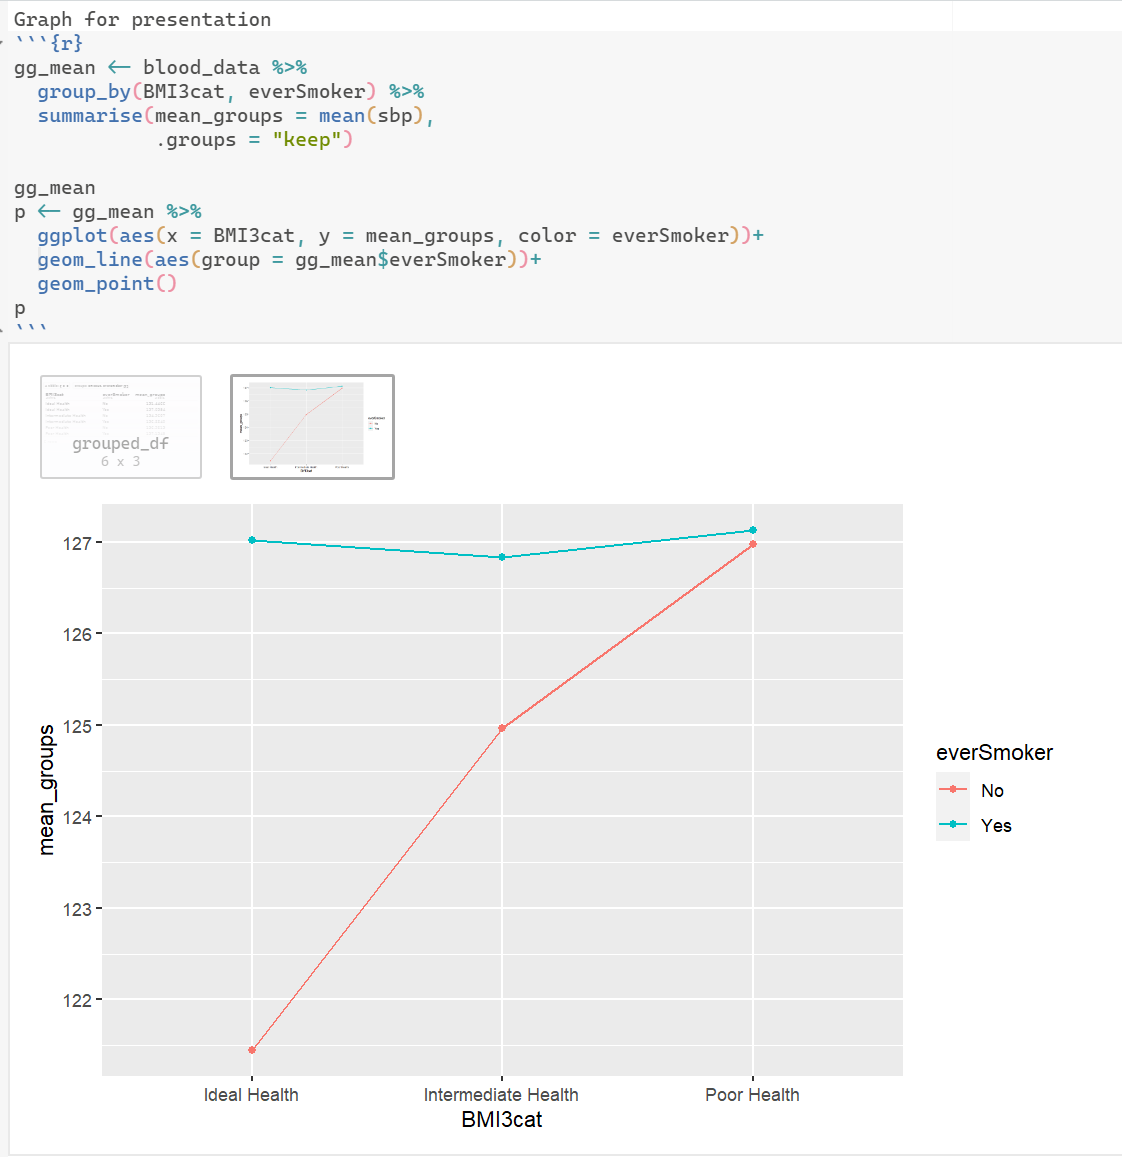 Graph for presentation
```{r}
gg_mean <- blood_data %>%
  group_by(BMI3cat, everSmoker) %>%
  summarise(mean_groups = mean(sbp),
            .groups = "keep")
gg_mean
p <- gg_mean %>%
  ggplot(aes(x = BMI3cat, y = mean_groups, color = everSmoker))+
  geom_line(aes(group = gg_mean$everSmoker))+
  geom_point()
p
```
grouped_df
6 x 3
127
126
125
124
123
122
mean_groups
Ideal Health
Intermediate Health
Poor Health
BMI3cat
everSmoker
No
Yes